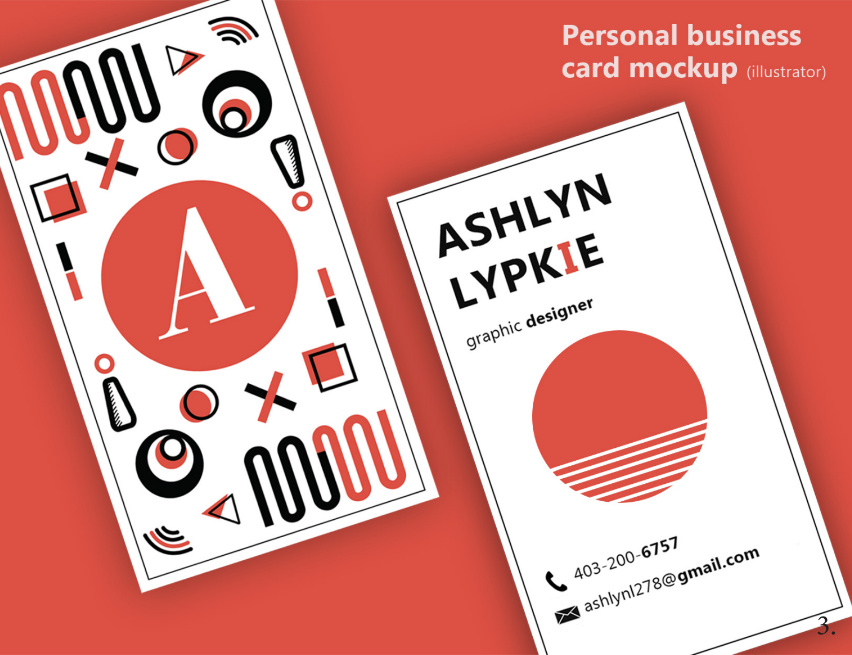 Personal business
card mockup (illustrator)
A
ASHLYN
LYPKIE
graphic designer
403-200-6757
ashlynl278@gmail.com
3.